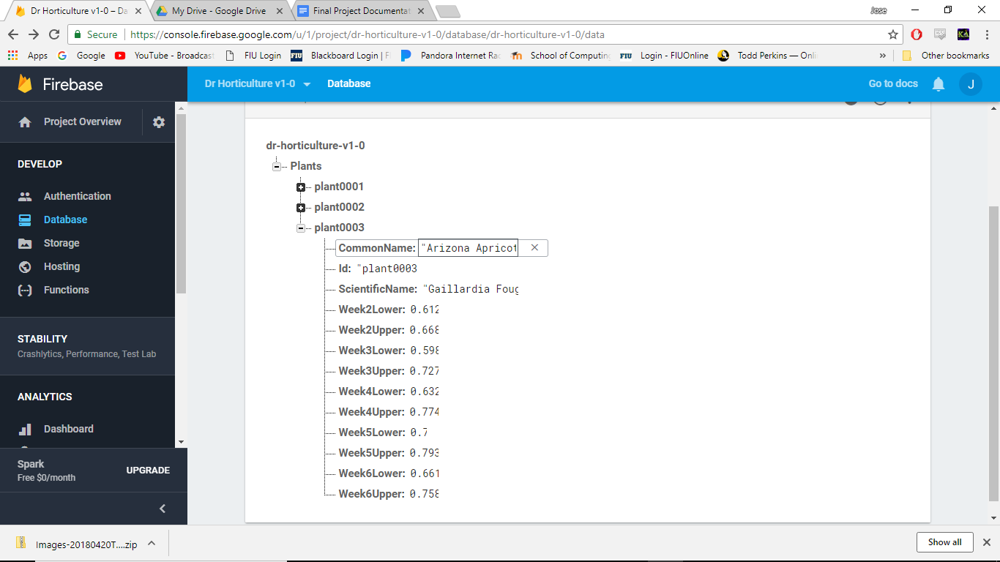 Dr Horticulture v1-0 – Da
My Drive - Google Drive
Final Project Documentat
Jose
Secure
https://console.firebase.google.com/u/1/project/dr-horticulture-v1-0/database/dr-horticulture-v1-0/data
Apps
Google
YouTube - Broadcast
FIU Login
FIU
Blackboard Login | F
Pandora Internet Rad
School of Computing
FIU
Login - FIUOnline
Todd Perkins — Onli
Other bookmarks
Firebase
Dr Horticulture v1-0
Database
Go to docs
J
Project Overview
DEVELOP
Authentication
Database
Storage
Hosting
Functions
STABILITY
Crashlytics, Performance, Test Lab
ANALYTICS
Dashboard
Spark
Free $0/month
UPGRADE
dr-horticulture-v1-0
Plants
plant0001
plant0002
plant0003
CommonName: "Arizona Apricot
Id: "plant0003
ScientificName: "Gaillardia Foug
Week2Lower: 0.612
Week2Upper: 0.668
Week3Lower: 0.598
Week3Upper: 0.727
Week4Lower: 0.632
Week4Upper: 0.774
Week5Lower: 0.7
Week5Upper: 0.793
Week6Lower: 0.661
Week6Upper: 0.758
Images-20180420T....zip
Show all